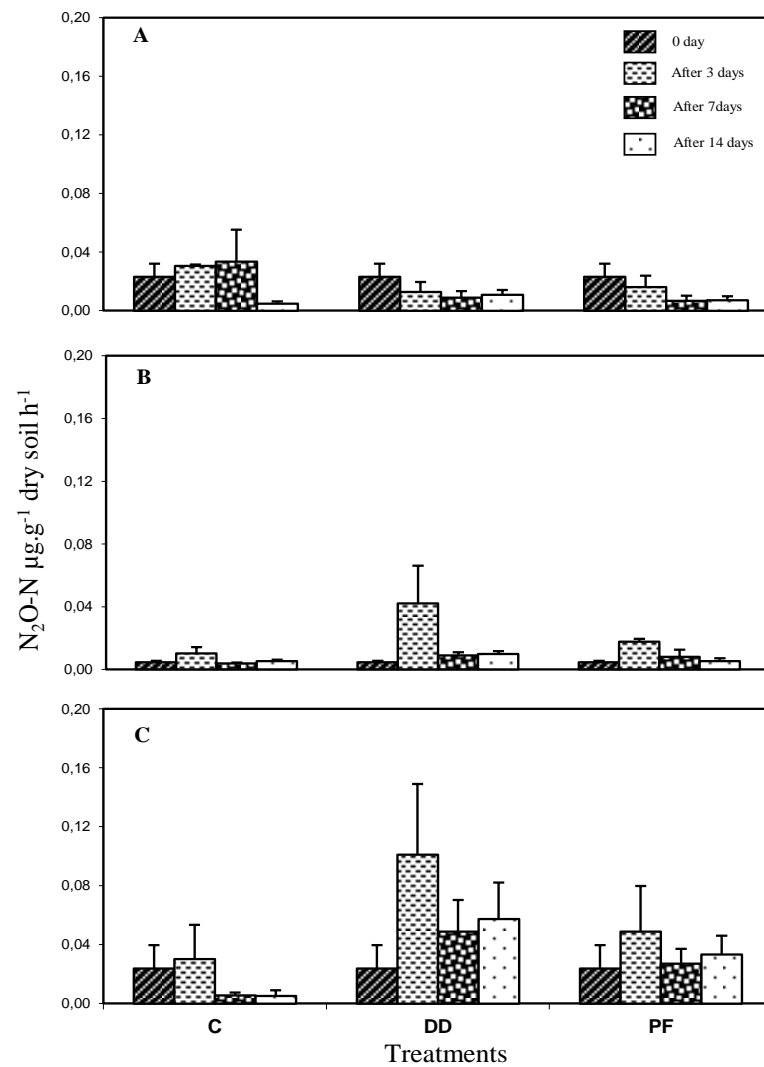 A
0 day
After 3 days
After 7days
After 14 days
0,20
0,16
0,12
0,08
0,04
0,00
B
0,20
0,16
0,12
0,08
0,04
0,00
N₂O-N µg.g⁻¹ dry soil h⁻¹
C
0,20
0,16
0,12
0,08
0,04
0,00
C DD PF
Treatments